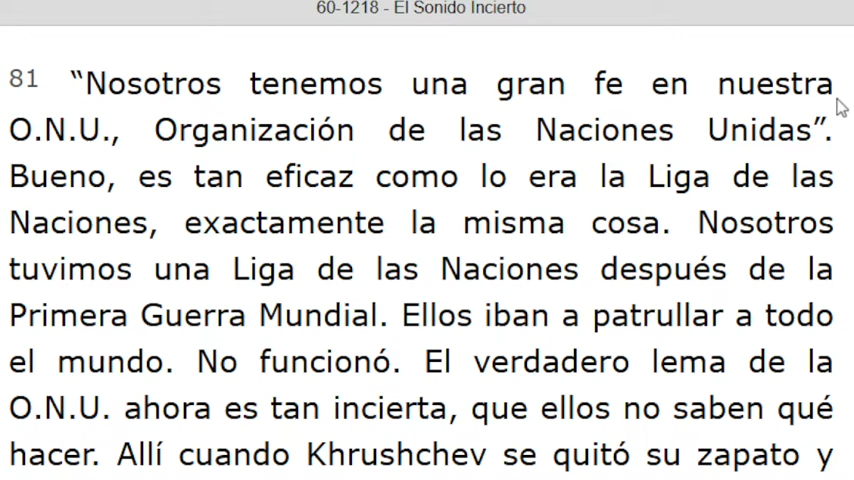 60-1218 - El Sonido Incierto
81 “Nosotros tenemos una gran fe en nuestra
O.N.U., Organización de las Naciones Unidas”.
Bueno, es tan eficaz como lo era la Liga de las
Naciones, exactamente la misma cosa. Nosotros
tuvimos una Liga de las Naciones después de la
Primera Guerra Mundial. Ellos iban a patrullar a todo
el mundo. No funcionó. El verdadero lema de la
O.N.U. ahora es tan incierta, que ellos no saben qué
hacer. Allí cuando Khrushchev se quitó su zapato y